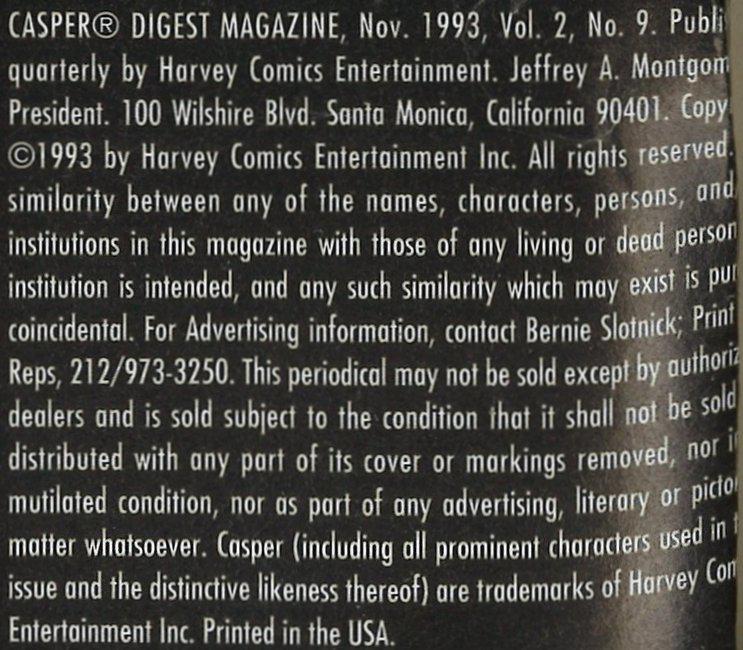 CASPER® DIGEST MAGAZINE, Nov. 1993, Vol. 2, No. 9. Publi
quarterly by Harvey Comics Entertainment. Jeffrey A. Montgom
President. 100 Wilshire Blvd. Santa Monica, California 90401. Copy
©1993 by Harvey Comics Entertainment Inc. All rights reserved.
similarity between any of the names, characters, persons, and
institutions in this magazine with those of any living or dead person
institution is intended, and any such similarity which may exist is pur
coincidental. For Advertising information, contact Bernie Slotnick; Print
Reps, 212/973-3250. This periodical may not be sold except by authoriz
dealers and is sold subject to the condition that it shall not be sold
distributed with any part of its cover or markings removed, nor i
mutilated condition, nor as part of any advertising, literary or picto
matter whatsoever. Casper (including all prominent characters used in t
issue and the distinctive likeness thereof) are trademarks of Harvey Com
Entertainment Inc. Printed in the USA.